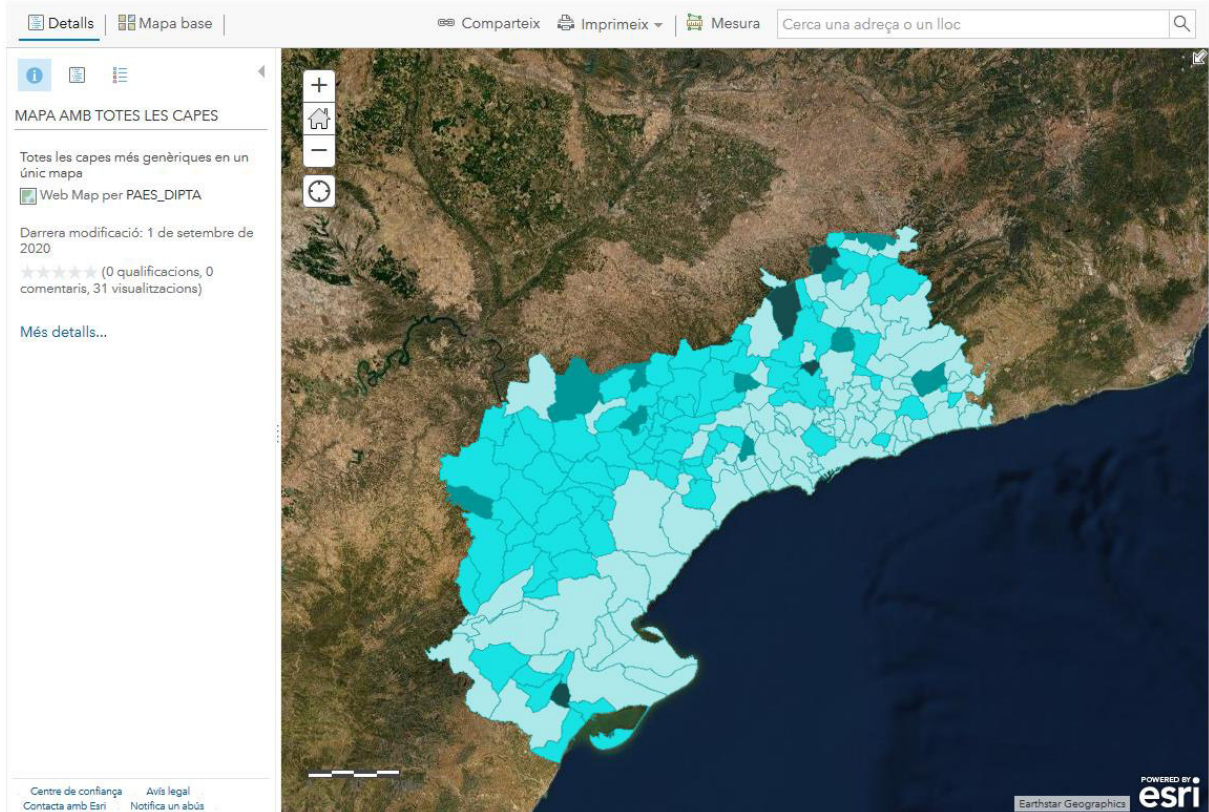 Detalls
Mapa base
Comparteix
Imprimeix
Mesura
Cerca una adreça o un lloc
MAPA AMB TOTES LES CAPES
Totes les capes més genèriques en un
únic mapa
Web Map per PAES_DIPTA
Darrera modificació: 1 de setembre de
2020
(0 qualificacions, 0
comentaris, 31 visualitzacions)
Més detalls...
Centre de confiança
Avís legal
Contacta amb Esri
Notifica un abús
+
−
Earthstar Geographics
POWERED BY
esri